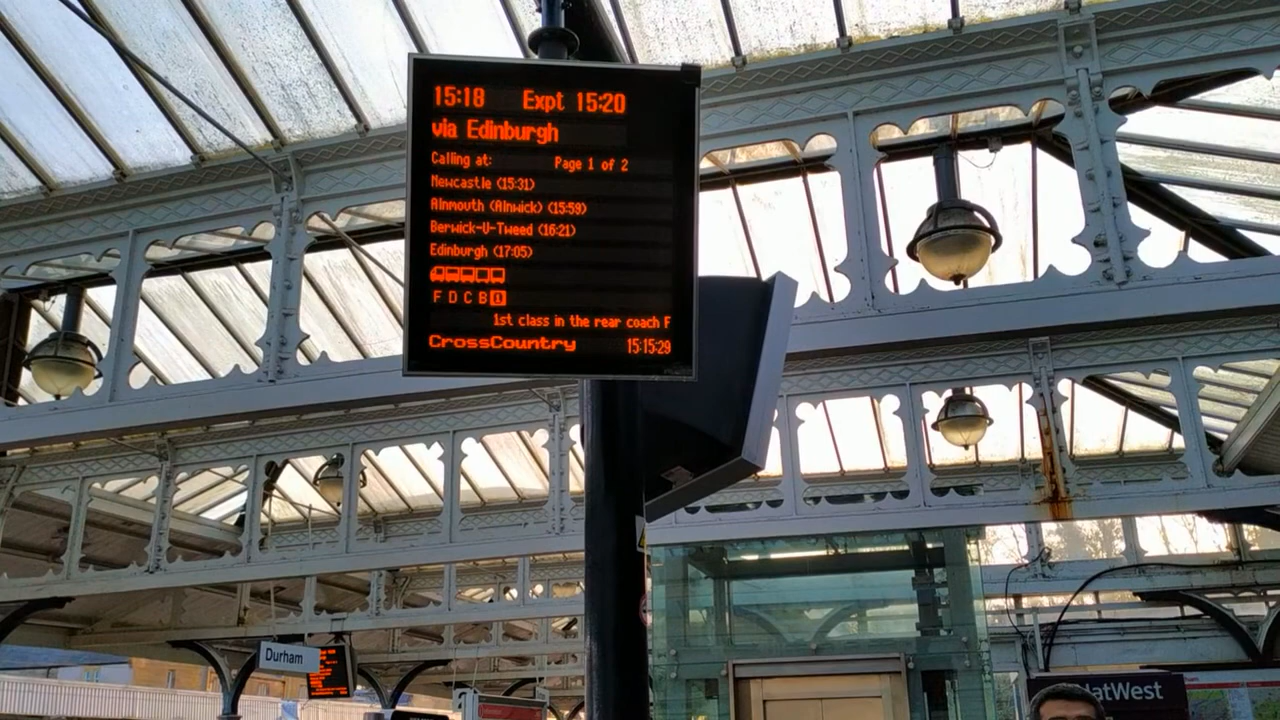 15:18 Expt 15:20
via Edinburgh
Calling at: Page 1 of 2
Newcastle (15:31)
Alnmouth (Alnwick) (15:59)
Berwick-U-Tweed (16:21)
Edinburgh (17:05)
F D C B 1
1st class in the rear coach F
CrossCountry 15:15:29
Durham
NatWest